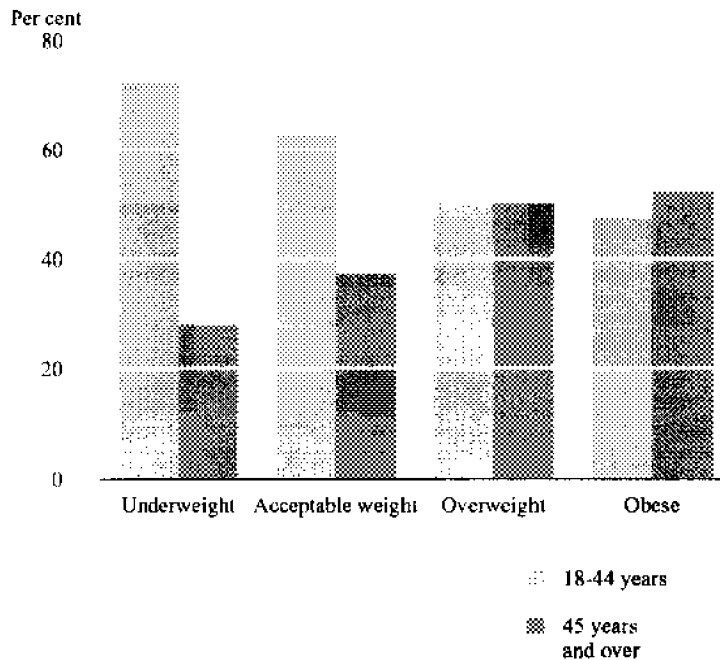 Per cent
80
60
40
20
0
Underweight Acceptable weight Overweight Obese
18-44 years
45 years
and over